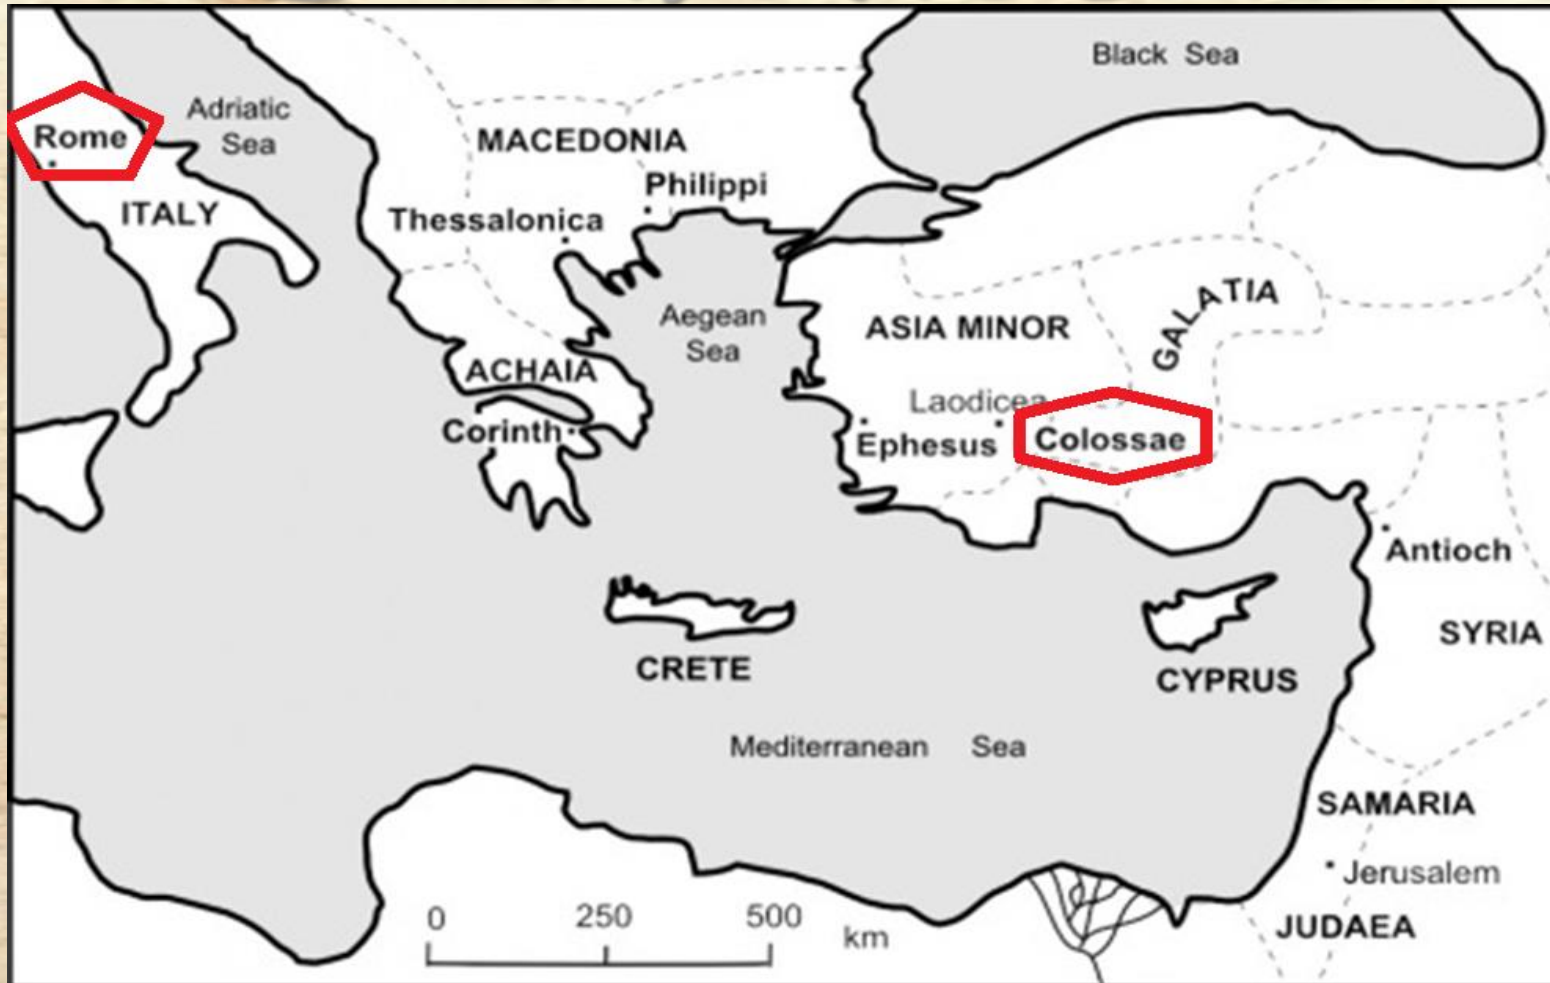 Black Sea
Adriatic
Sea
Rome
MACEDONIA
Philippi
ITALY
Thessalonica
GALATIA
Aegean
Sea
ASIA MINOR
ACHAIA
Laodicea
Corinth
Ephesus
Colossae
Antioch
SYRIA
CRETE
CYPRUS
Mediterranean Sea
SAMARIA
Jerusalem
0 250 500
km
JUDAEA